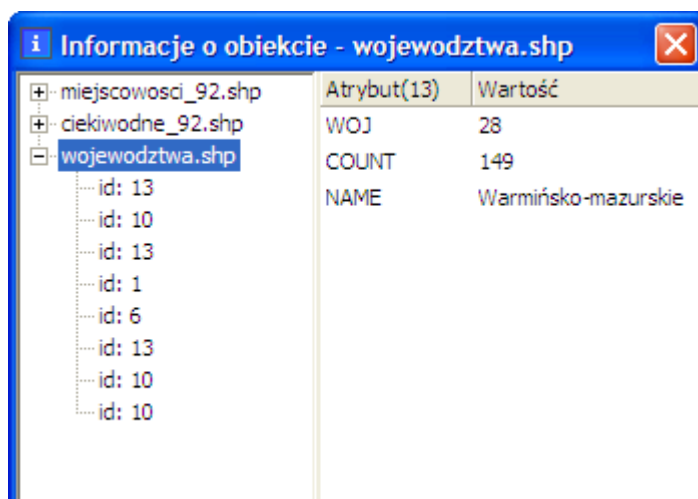 Informacje o obiekcie - wojewodztwa.shp
miejscowosci_92.shp
ciekiwodne_92.shp
wojewodztwa.shp
id: 13
id: 10
id: 13
id: 1
id: 6
id: 13
id: 10
id: 10
Atrybut(13) Wartość
WOJ 28
COUNT 149
NAME Warmińsko-mazurskie